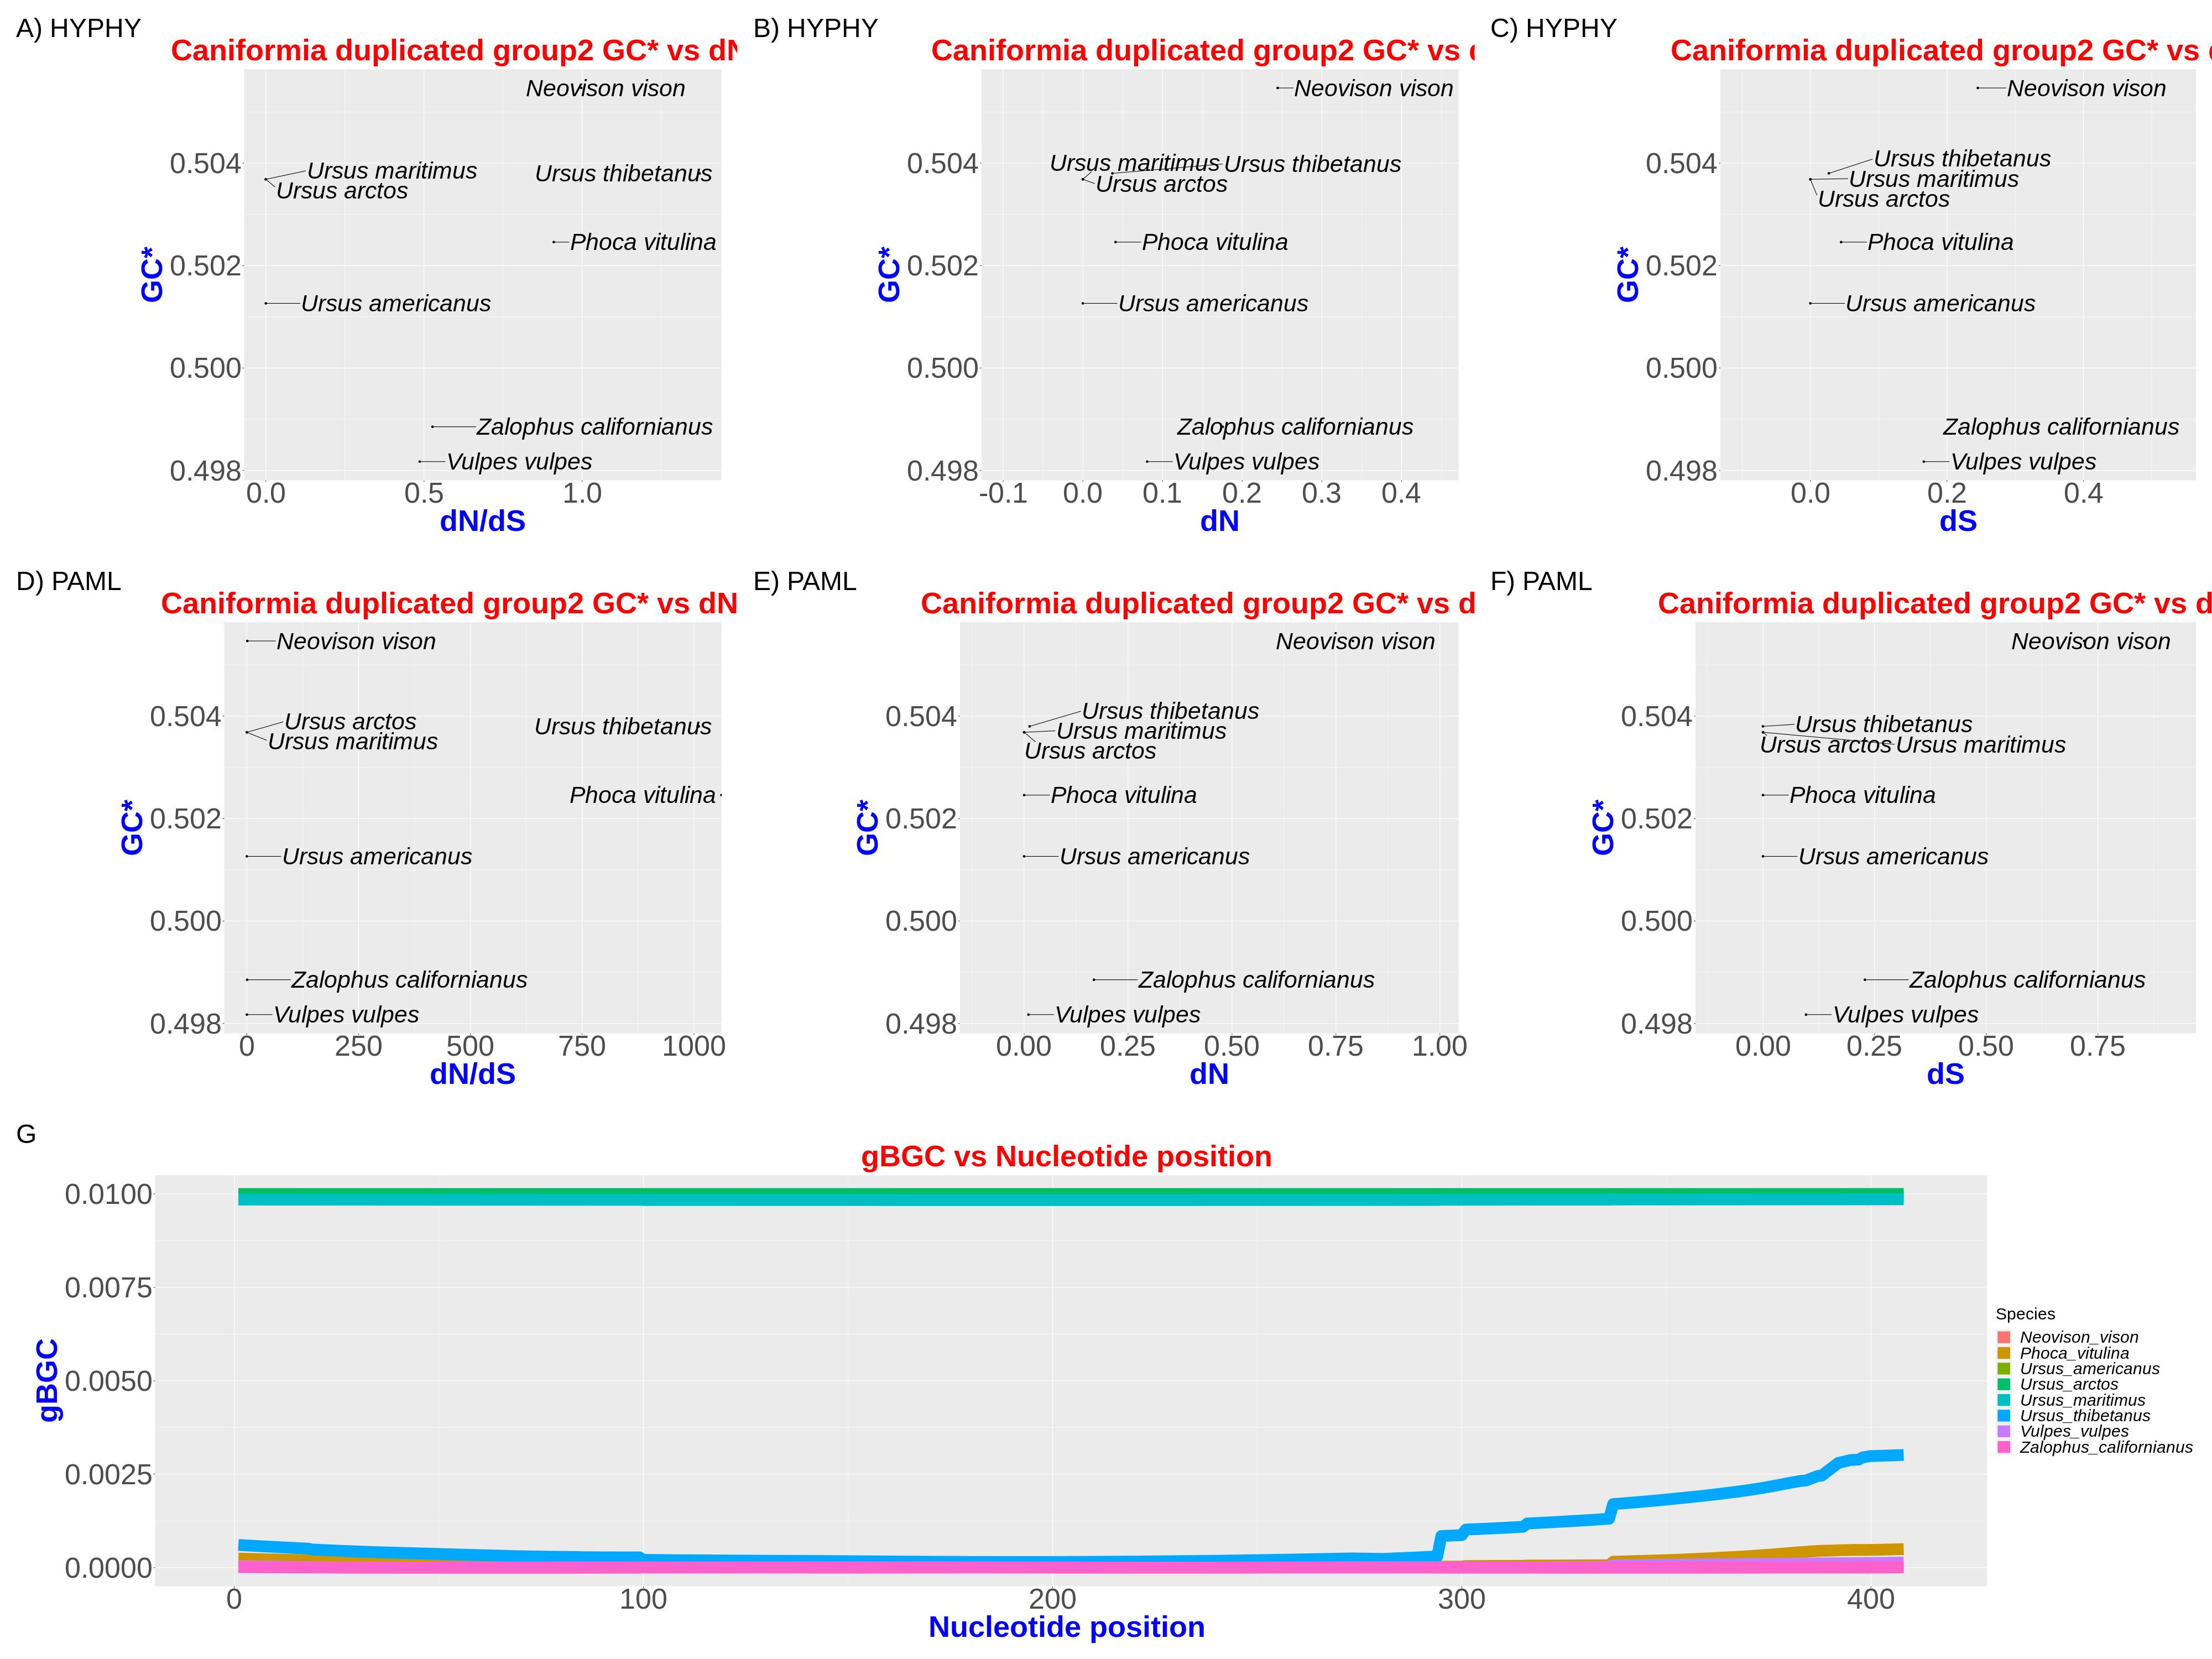 A) HYPHY
Caniformia duplicated group2 GC* vs dN
Neovison vison
Ursus maritimus
Ursus thibetanus
Ursus arctos
Phoca vitulina
Ursus americanus
Zalophus californianus
Vulpes vulpes
GC*
0.504
0.502
0.500
0.498
0.0 0.5 1.0
dN/dS
B) HYPHY
Caniformia duplicated group2 GC* vs
Neovison vison
Ursus maritimus Ursus thibetanus
Ursus arctos
Phoca vitulina
Ursus americanus
Zalophus californianus
Vulpes vulpes
GC*
0.504
0.502
0.500
0.498
-0.1 0.0 0.1 0.2 0.3 0.4
dN
C) HYPHY
Caniformia duplicated group2 GC* vs
Neovison vison
Ursus thibetanus
Ursus maritimus
Ursus arctos
Phoca vitulina
Ursus americanus
Zalophus californianus
Vulpes vulpes
GC*
0.504
0.502
0.500
0.498
0.0 0.2 0.4
dS
D) PAML
Caniformia duplicated group2 GC* vs dN
Neovison vison
Ursus arctos
Ursus thibetanus
Ursus maritimus
Phoca vitulina
Ursus americanus
Zalophus californianus
Vulpes vulpes
GC*
0.504
0.502
0.500
0.498
0 250 500 750 1000
dN/dS
E) PAML
Caniformia duplicated group2 GC* vs d
Neovison vison
Ursus thibetanus
Ursus maritimus
Ursus arctos
Phoca vitulina
Ursus americanus
Zalophus californianus
Vulpes vulpes
GC*
0.504
0.502
0.500
0.498
0.00 0.25 0.50 0.75 1.00
dN
F) PAML
Caniformia duplicated group2 GC* vs d
Neovison vison
Ursus thibetanus
Ursus arctos Ursus maritimus
Phoca vitulina
Ursus americanus
Zalophus californianus
Vulpes vulpes
GC*
0.504
0.502
0.500
0.498
0.00 0.25 0.50 0.75
dS
G
gBGC vs Nucleotide position
gBGC
0.0100
0.0075
0.0050
0.0025
0.0000
0 100 200 300 400
Nucleotide position
Species
Neovison_vison
Phoca_vitulina
Ursus_americanus
Ursus_arctos
Ursus_maritimus
Ursus_thibetanus
Vulpes_vulpes
Zalophus_californianus